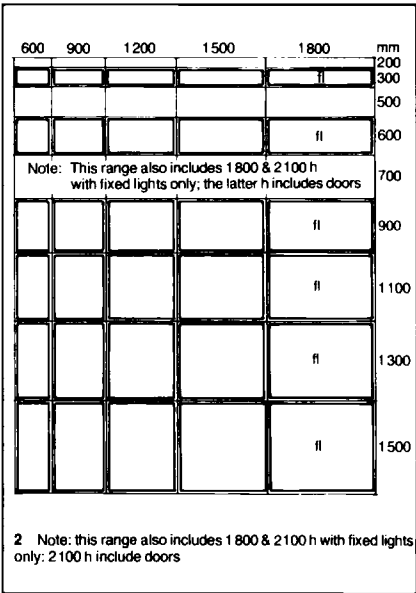 600 900 1200 1500 1800 mm
200
fl 300
500
fl 600
Note: This range also includes 1800 & 2100 h
with fixed lights only; the latter h includes doors
700
fl 900
fl 1100
fl 1300
fl 1500
2 Note: this range also includes 1800 & 2100 h with fixed lights
only: 2100 h include doors